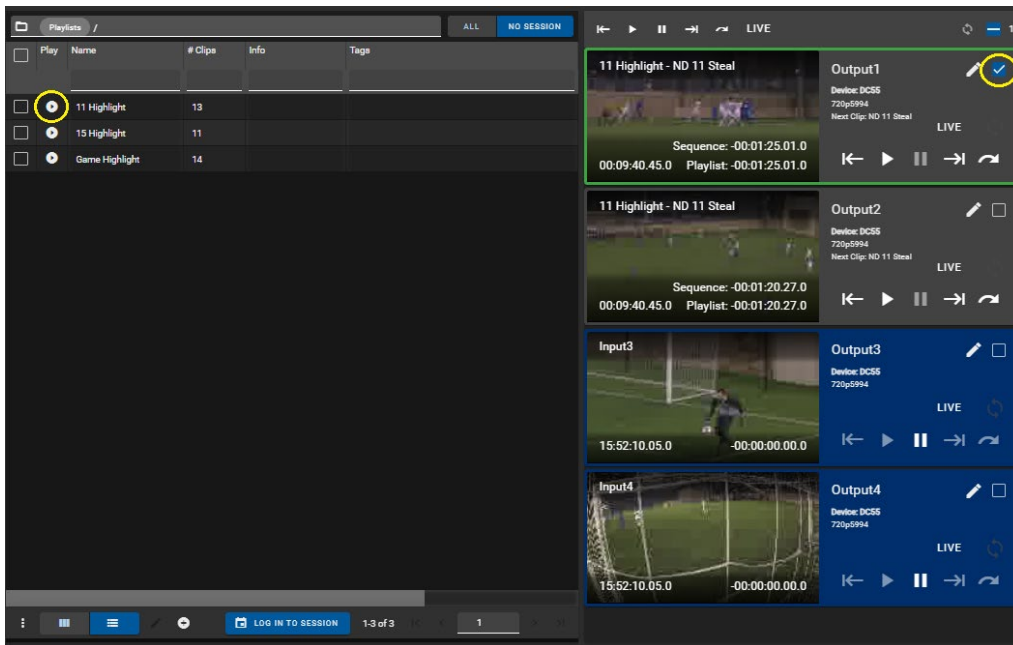 Playlists /
ALL NO SESSION
Play Name # Clips Info Tags
11 Highlight 13
15 Highlight 11
Game Highlight 14
LOG IN TO SESSION 1-3 of 3 1
LIVE
11 Highlight - ND 11 Steal
Sequence: -00:01:25.01.0
00:09:40.45.0 Playlist: -00:01:25.01.0
Output1
Device: DC55
720p5994
Next Clip: ND 11 Steal
LIVE
11 Highlight - ND 11 Steal
Sequence: -00:01:20.27.0
00:09:40.45.0 Playlist: -00:01:20.27.0
Output2
Device: DC55
720p5994
Next Clip: ND 11 Steal
LIVE
Input3
15:52:10.05.0 -00:00:00.00.0
Output3
Device: DC55
720p5994
LIVE
Input4
15:52:10.05.0 -00:00:00.00.0
Output4
Device: DC55
720p5994
LIVE